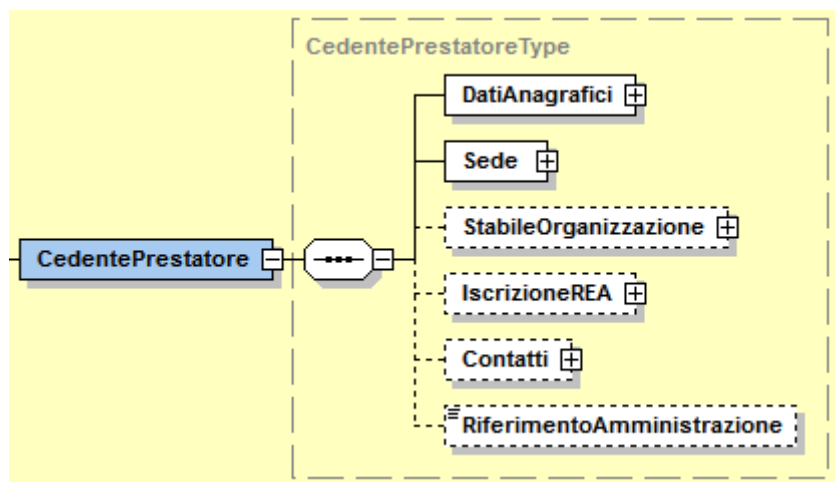 CedentePrestatoreType
DatiAnagrafici
Sede
StabileOrganizzazione
CedentePrestatore
IscrizioneREA
Contatti
RiferimentoAmministrazione